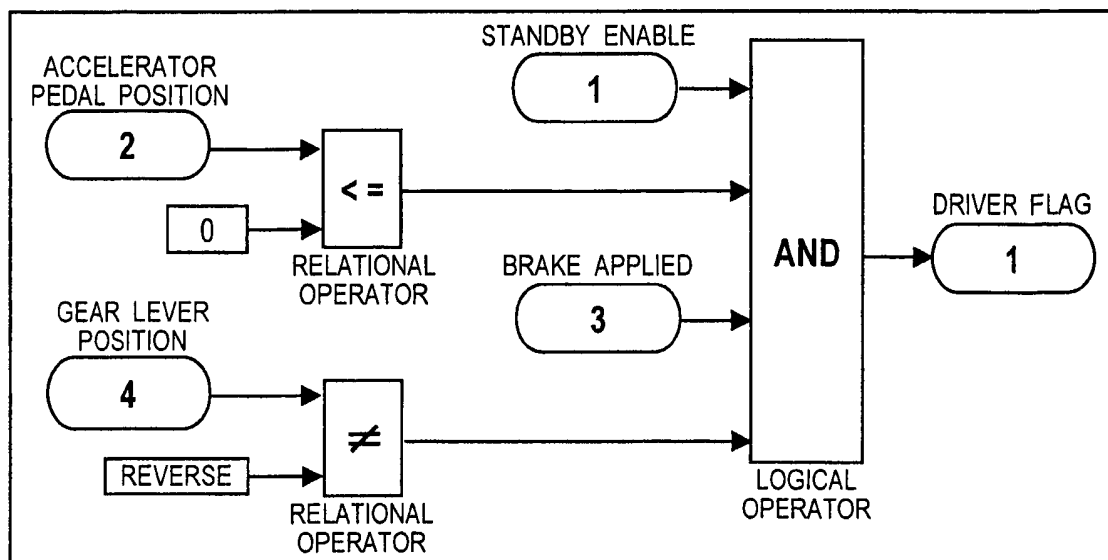 STANDBY ENABLE
1
ACCELERATOR
PEDAL POSITION
2
< =
0
RELATIONAL
OPERATOR
BRAKE APPLIED
3
AND
DRIVER FLAG
1
GEAR LEVER
POSITION
4
≠
REVERSE
RELATIONAL
OPERATOR
LOGICAL
OPERATOR